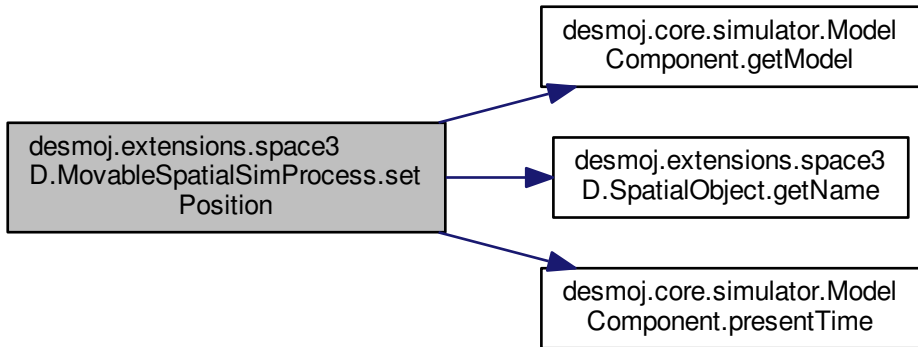 desmoj.extensions.space3
D.MovableSpatialSimProcess.set
Position
desmoj.core.simulator.Model
Component.getModel
desmoj.extensions.space3
D.SpatialObject.getName
desmoj.core.simulator.Model
Component.presentTime